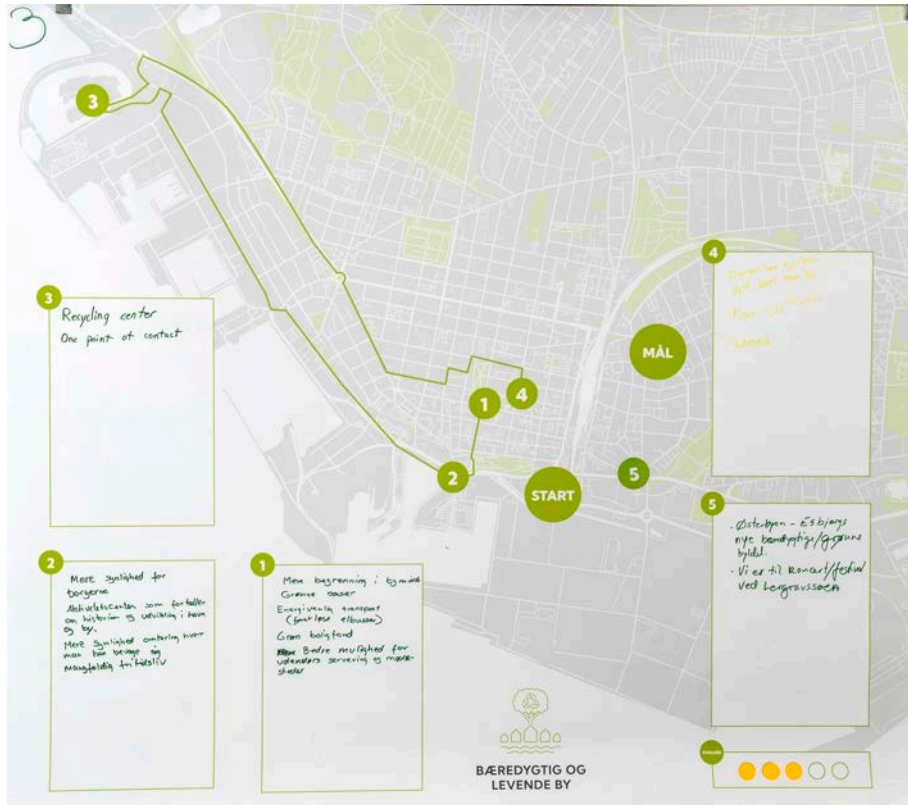 3
3
1
4
MÅL
2
START
5
3
Recycling center
One point of contact
4
2
Mere synlighed for
borgerne
som fortæller
om historien og udvikling i havn
og by.
Mere synlighed omkring hvor
man kan bevæge sig
Mangfoldig fritidsliv
1
Mere begrønning i bymidte
Grønne oaser
Energivenlig transport
(førerløse elbusser)
Grøn boligfond
Bedre mulighed for
udendørs servering og møde-
steder
5
- Østerbyen - Esbjergs
nye bæredygtige/grønne
bydel.
- Vi er til koncert/festival
ved Lergravssøen
BÆREDYGTIG OG
LEVENDE BY